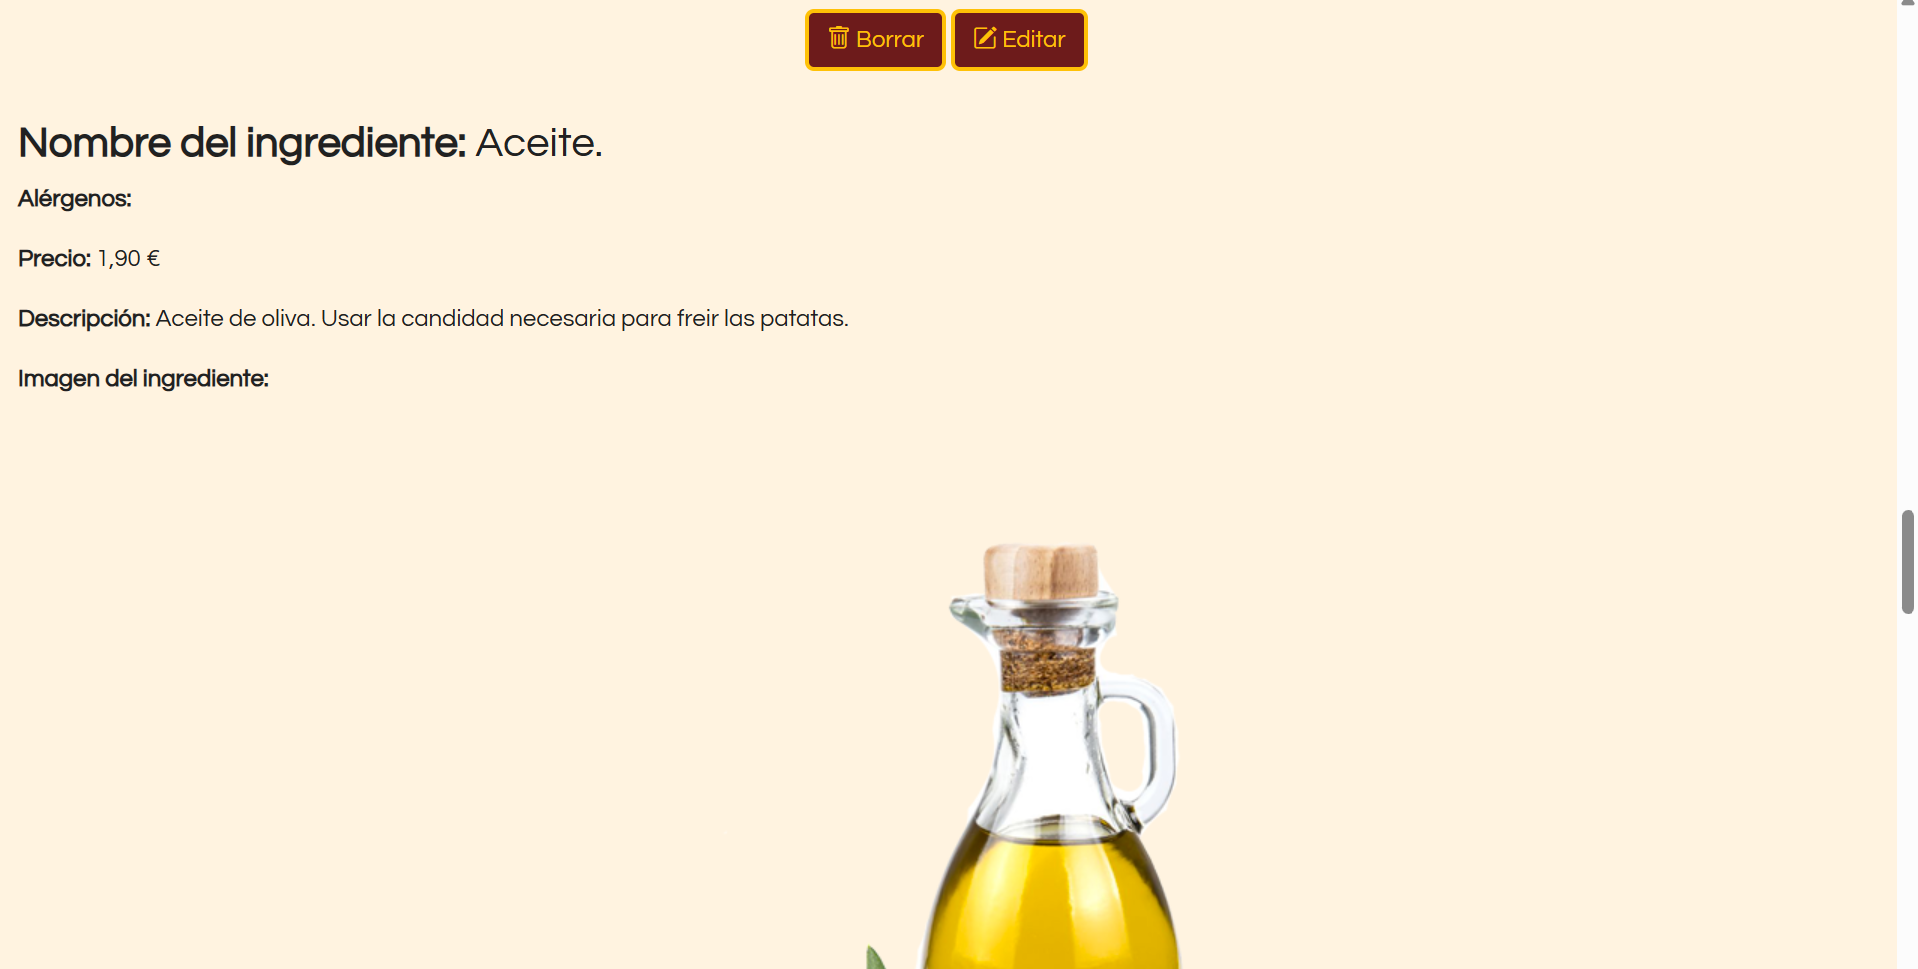 Borrar Editar
Nombre del ingrediente: Aceite.
Alérgenos:
Precio: 1,90 €
Descripción: Aceite de oliva. Usar la candidad necesaria para freir las patatas.
Imagen del ingrediente: